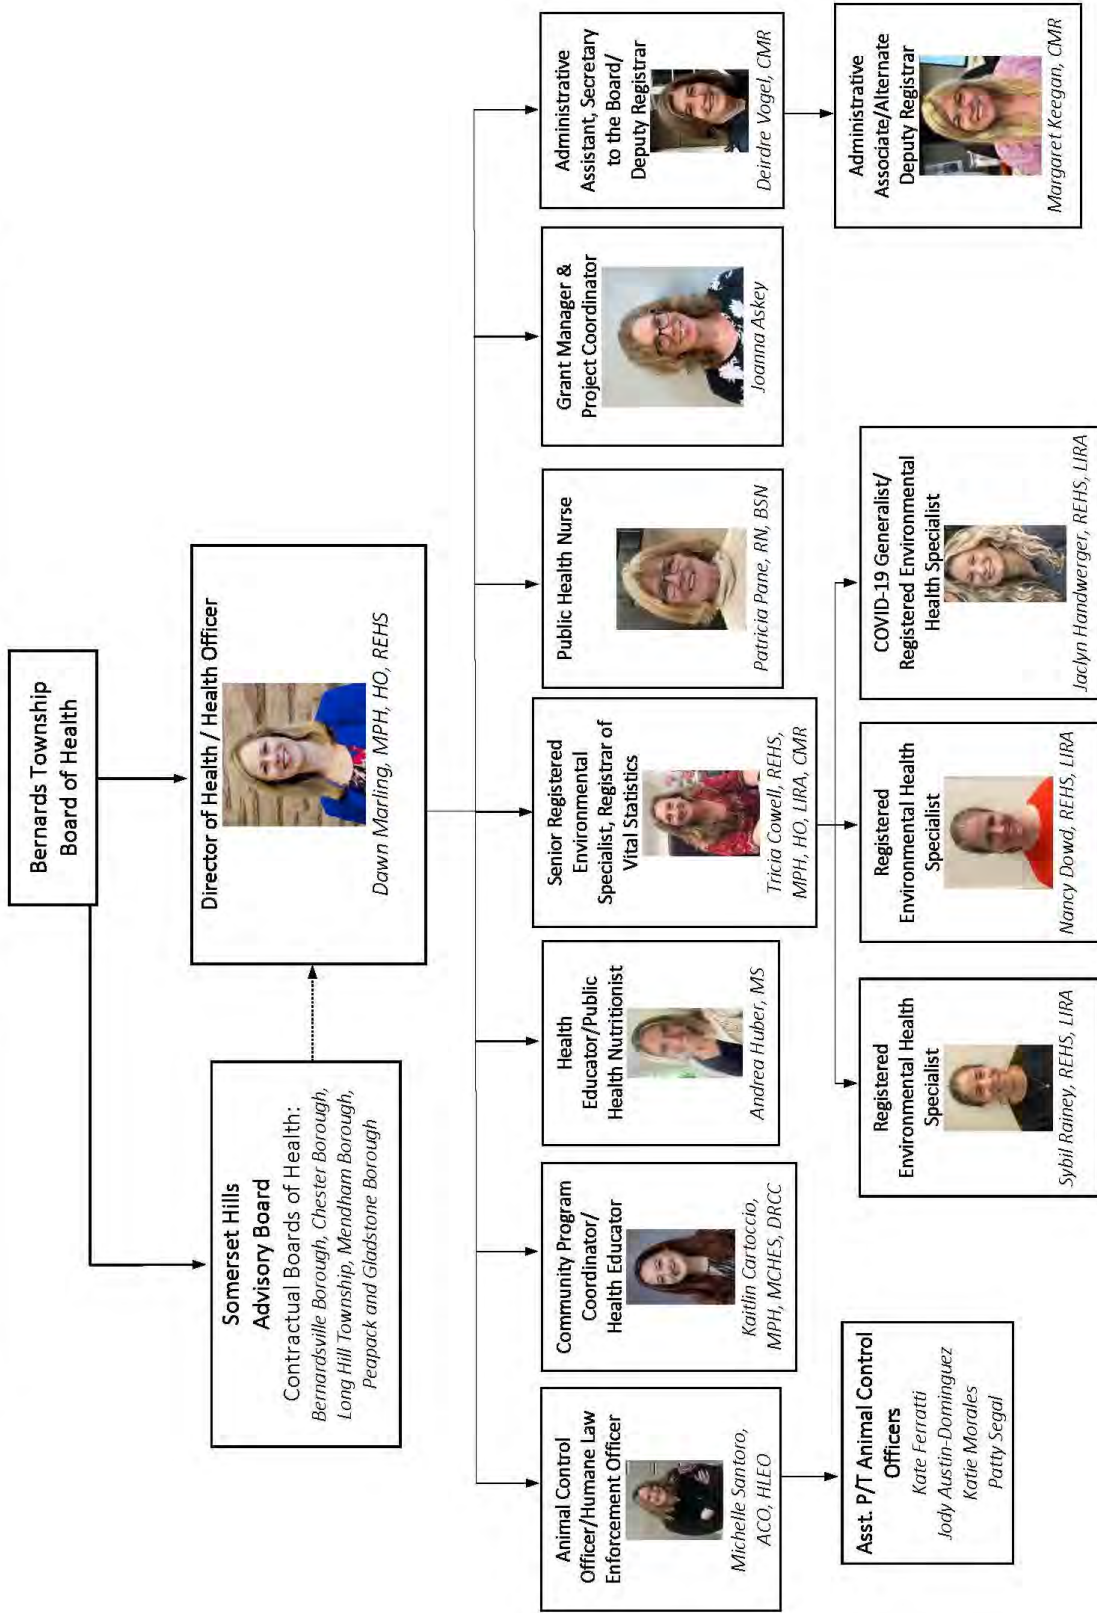 Bernards Township
Board of Health
Somerset Hills
Advisory Board
Contractual Boards of Health:
Bernardsville Borough, Chester Borough,
Long Hill Township, Mendham Borough,
Peapack and Gladstone Borough
Director of Health / Health Officer
Dawn Marling, MPH, HO, REHS
Animal Control
Officer/Humane Law
Enforcement Officer
Michelle Santoro,
ACO, HLEO
Community Program
Coordinator/
Health Educator
Kaitlin Cartoccio,
MPH, MCHES, DRCC
Health
Educator/Public
Health Nutritionist
Andrea Huber, MS
Senior Registered
Environmental
Specialist, Registrar of
Vital Statistics
Tricia Cowell, REHS,
MPH, HO, LIRA, CMR
Public Health Nurse
Patricia Pane, RN, BSN
Grant Manager &
Project Coordinator
Joanna Askey
Administrative
Assistant, Secretary
to the Board/
Deputy Registrar
Deirdre Vogel, CMR
Asst. P/T Animal Control
Officers
Kate Ferratti
Jody Austin-Dominguez
Katie Morales
Patty Segal
Registered
Environmental Health
Specialist
Sybil Rainey, REHS, LIRA
Registered
Environmental Health
Specialist
Nancy Dowd, REHS, LIRA
COVID-19 Generalist/
Registered Environmental
Health Specialist
Jaclyn Handwerger, REHS, LIRA
Administrative
Associate/Alternate
Deputy Registrar
Margaret Keegan, CMR